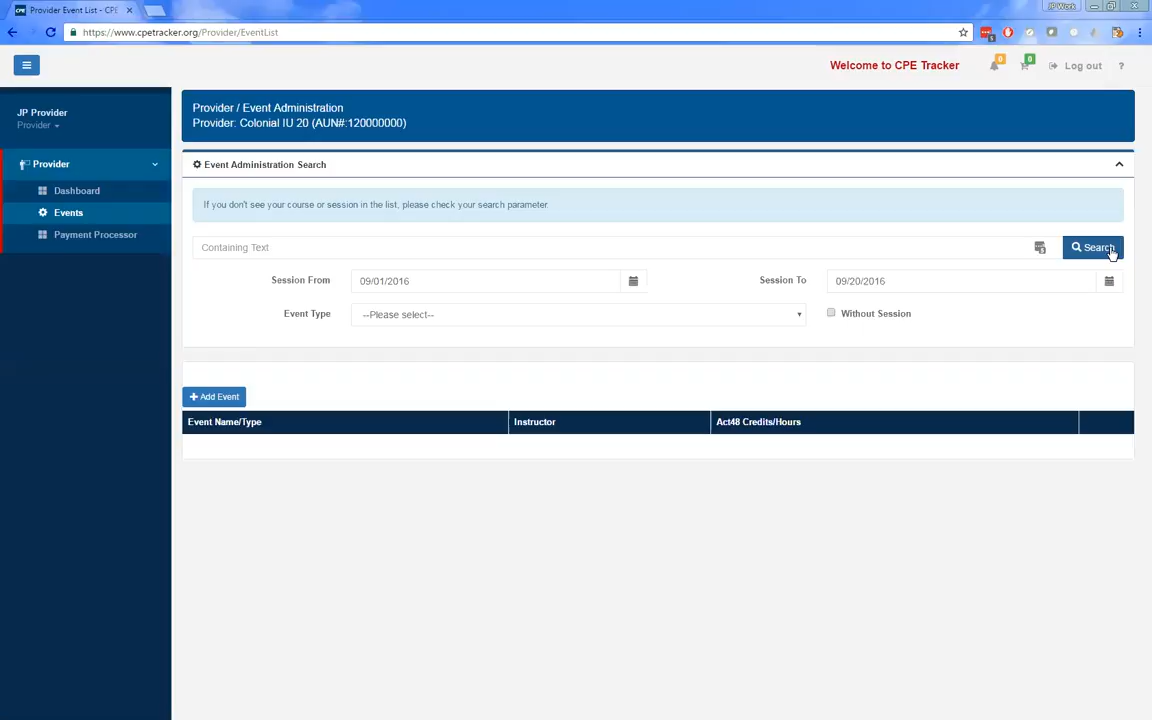 Provider Event List - CPE
JP Work
https://www.cpetracker.org/Provider/EventList
Welcome to CPE Tracker
0
0
Log out
?
JP Provider
Provider
Provider
Dashboard
Events
Payment Processor
Provider / Event Administration
Provider: Colonial IU 20 (AUN#:120000000)
Event Administration Search
If you don't see your course or session in the list, please check your search parameter.
Containing Text
Search
Session From
09/01/2016
Session To
09/20/2016
Event Type
--Please select--
Without Session
Add Event
Event Name/Type
Instructor
Act48 Credits/Hours